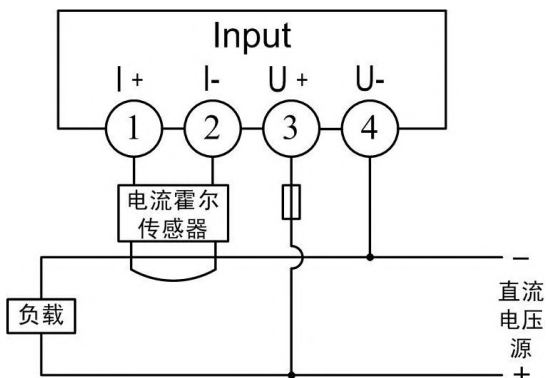 Input
I + I- U + U-
1 2 3 4
电流霍尔
传感器
负载
−
直流
电压
源
+